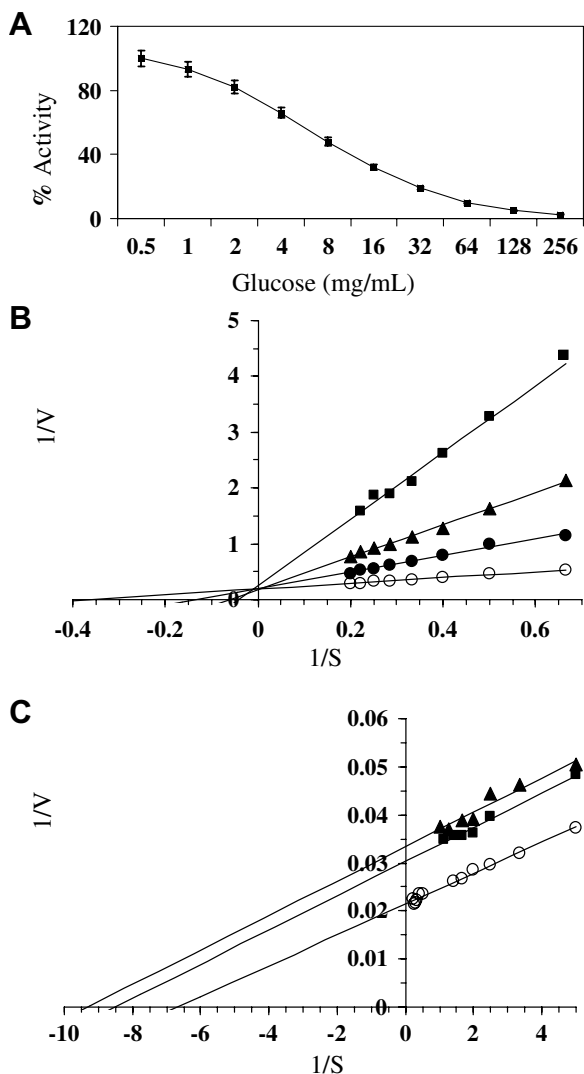 A
120
80
40
0
% Activity
0.5 1 2 4 8 16 32 64 128 256
Glucose (mg/mL)
B
5
4
3
2
1
0
1/V
-0.4 -0.2 0 0.2 0.4 0.6
1/S
C
0.06
0.05
0.04
0.03
0.02
0.01
0
1/V
-10 -8 -6 -4 -2 0 2 4
1/S